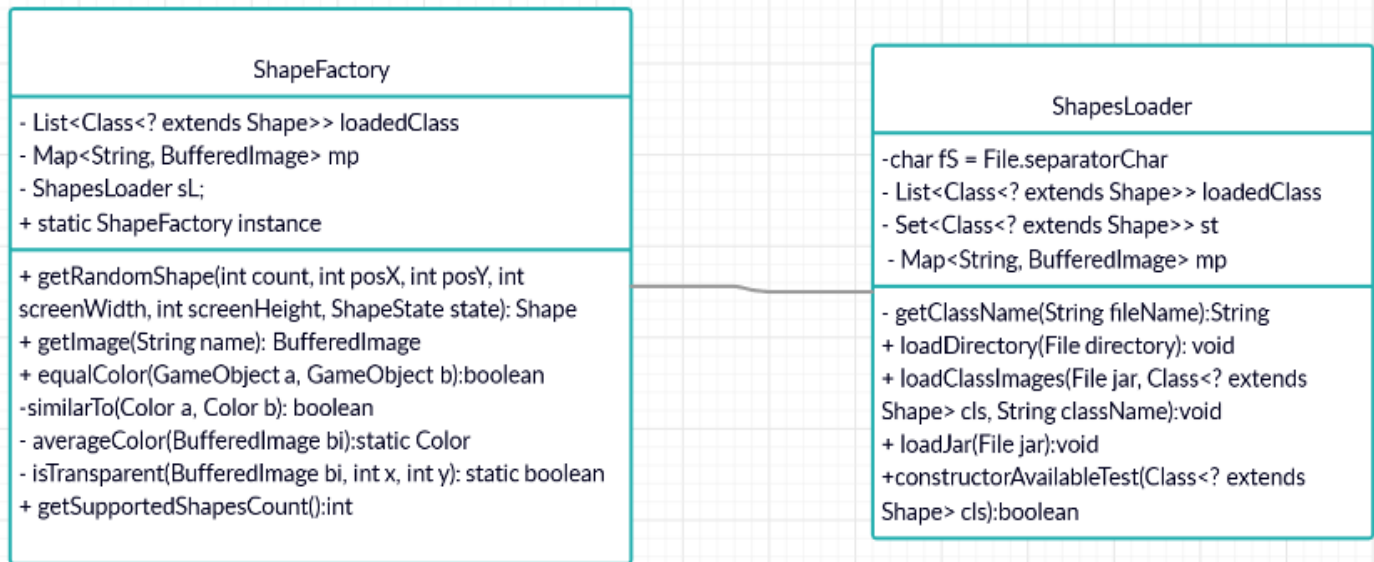 ShapeFactory
- List<Class<? extends Shape>> loadedClass
- Map<String, BufferedImage> mp
- ShapesLoader sL;
+ static ShapeFactory instance
+ getRandomShape(int count, int posX, int posY, int
screenWidth, int screenHeight, ShapeState state): Shape
+ getImage(String name): BufferedImage
+ equalColor(GameObject a, GameObject b):boolean
-similarTo(Color a, Color b): boolean
- averageColor(BufferedImage bi):static Color
- isTransparent(BufferedImage bi, int x, int y): static boolean
+ getSupportedShapesCount():int
ShapesLoader
-char fS = File.separatorChar
- List<Class<? extends Shape>> loadedClass
- Set<Class<? extends Shape>> st
- Map<String, BufferedImage> mp
- getClassName(String fileName):String
+ loadDirectory(File directory): void
+ loadClassImages(File jar, Class<? extends
Shape> cls, String className):void
+ loadJar(File jar):void
+constructorAvailableTest(Class<? extends
Shape> cls):boolean